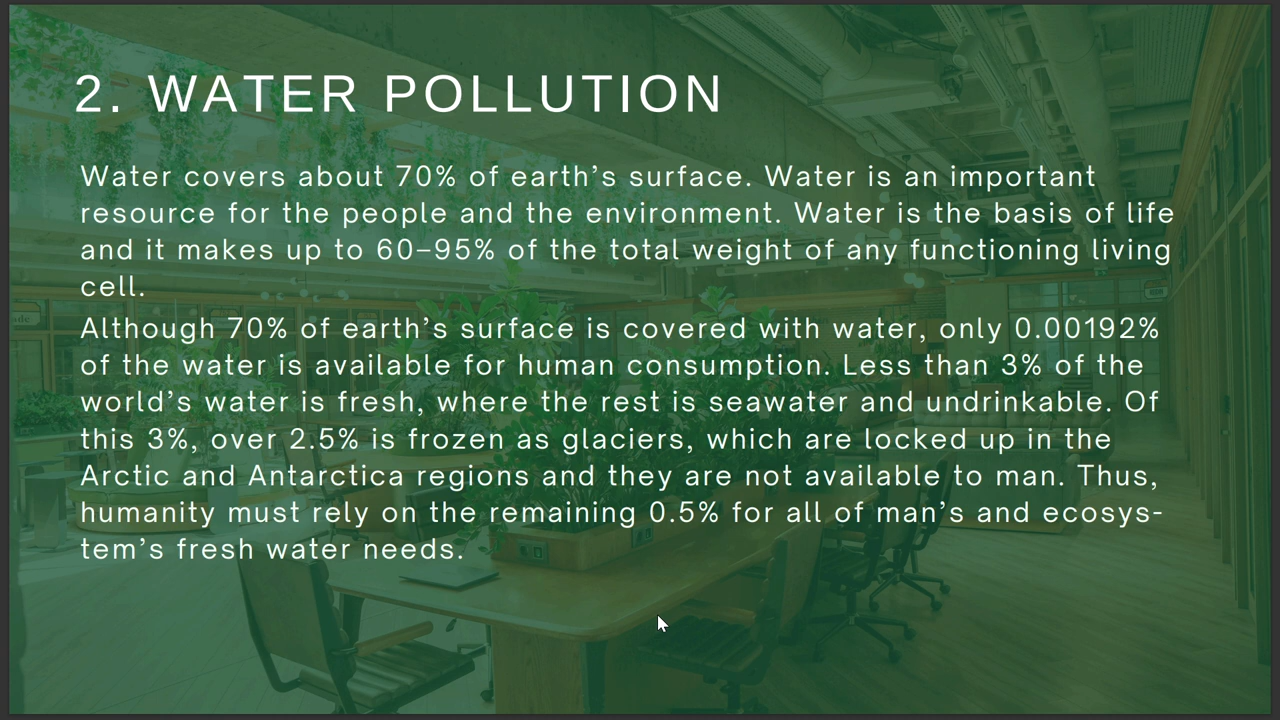 2. WATER POLLUTION
Water covers about 70% of earth’s surface. Water is an important
resource for the people and the environment. Water is the basis of life
and it makes up to 60–95% of the total weight of any functioning living
cell.
Although 70% of earth’s surface is covered with water, only 0.00192%
of the water is available for human consumption. Less than 3% of the
world’s water is fresh, where the rest is seawater and undrinkable. Of
this 3%, over 2.5% is frozen as glaciers, which are locked up in the
Arctic and Antarctica regions and they are not available to man. Thus,
humanity must rely on the remaining 0.5% for all of man’s and ecosys-
tem’s fresh water needs.